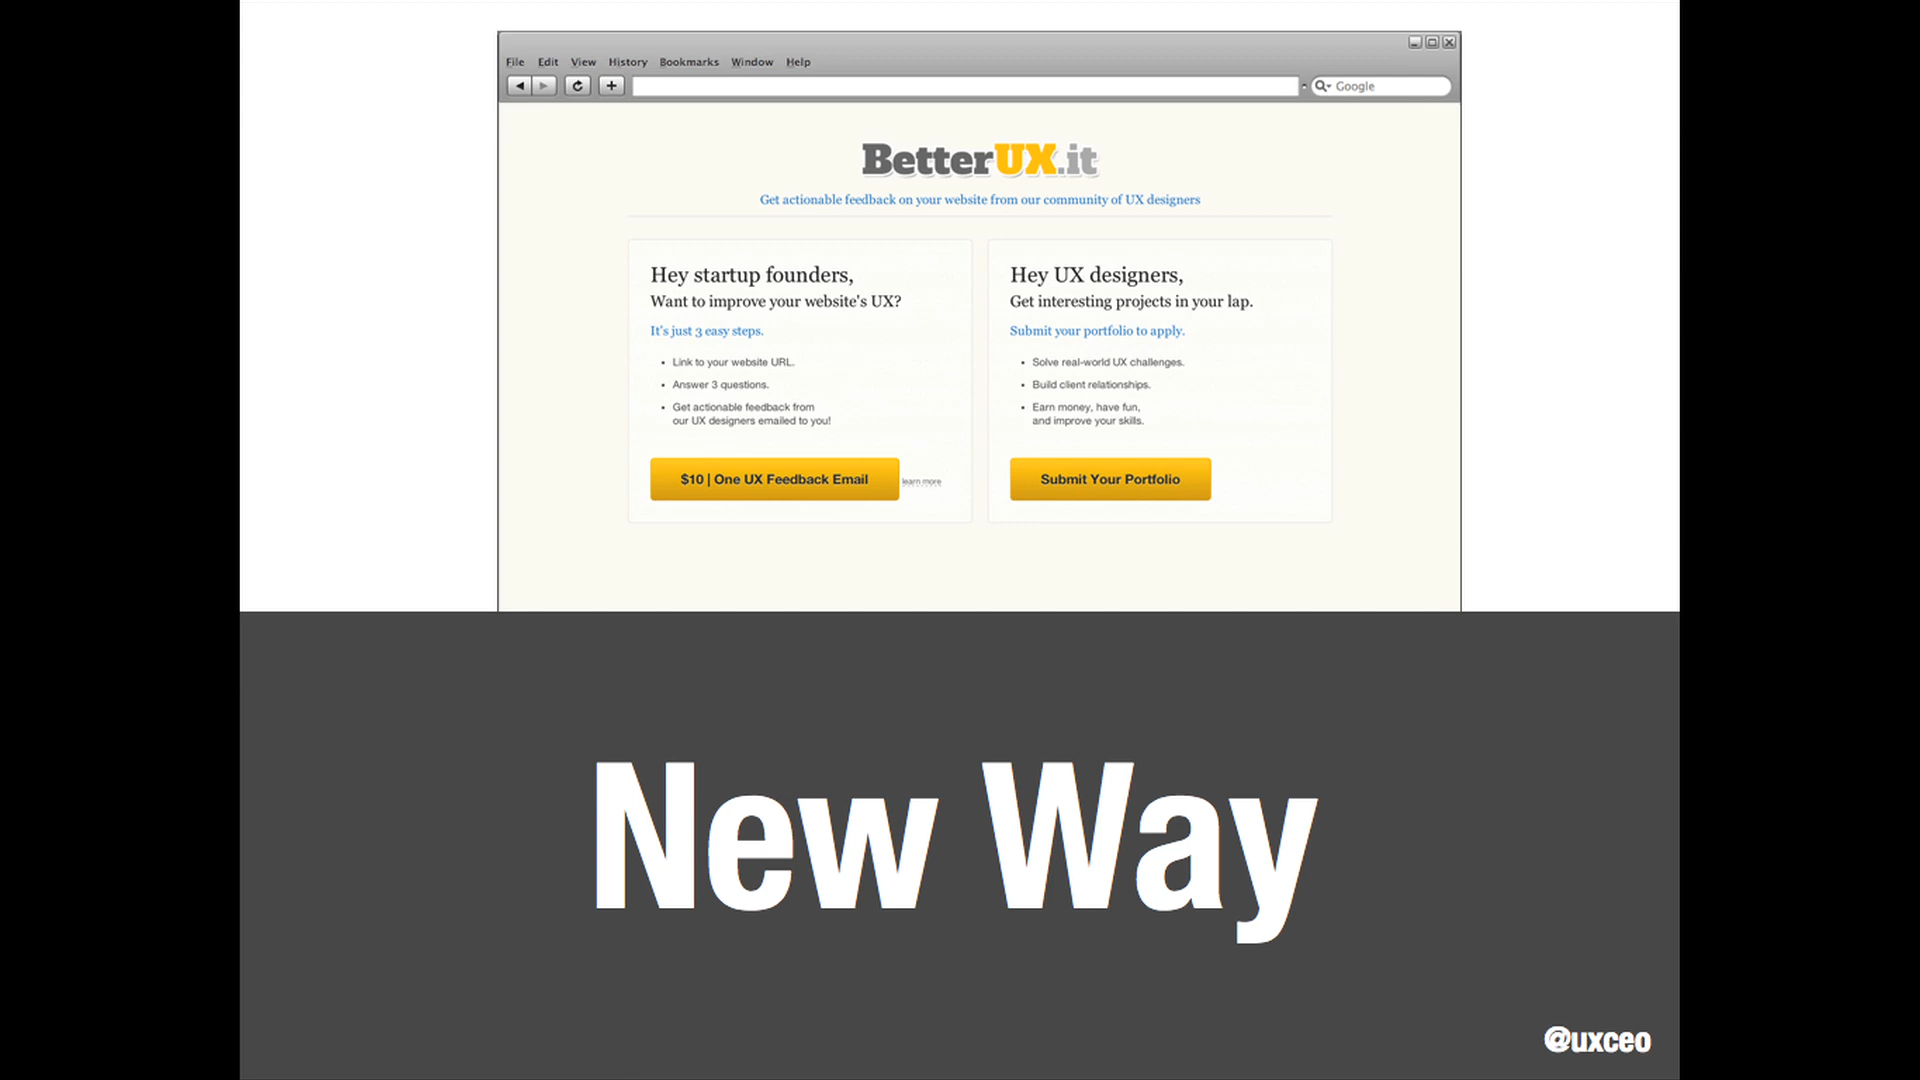 File Edit View History Bookmarks Window Help
Google
BetterUX.it
Get actionable feedback on your website from our community of UX designers
Hey startup founders,
Want to improve your website's UX?
It's just 3 easy steps.
• Link to your website URL.
• Answer 3 questions.
• Get actionable feedback from
our UX designers emailed to you!
$10 | One UX Feedback Email
learn more
Hey UX designers,
Get interesting projects in your lap.
Submit your portfolio to apply.
• Solve real-world UX challenges.
• Build client relationships.
• Earn money, have fun,
and improve your skills.
Submit Your Portfolio
New Way
@uxceo